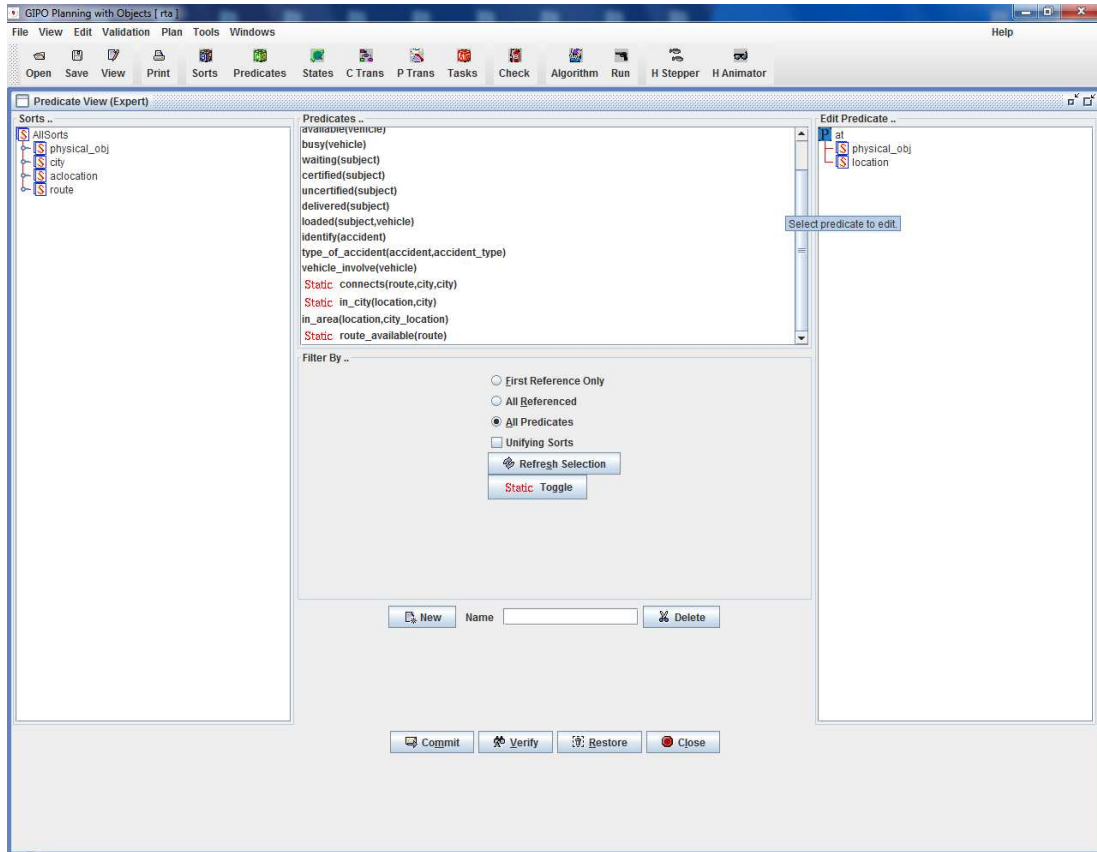 GIPO Planning with Objects [ rta ]
File View Edit Validation Plan Tools Windows Help
Open Save View Print Sorts Predicates States C Trans P Trans Tasks Check Algorithm Run H Stepper H Animator
Predicate View (Expert)
Sorts ..
S AllSorts
S physical_obj
S city
S aclocation
S route
Predicates ..
available(vehicle)
busy(vehicle)
waiting(subject)
certified(subject)
uncertified(subject)
delivered(subject)
loaded(subject,vehicle)
identify(accident)
type_of_accident(accident,accident_type)
vehicle_involve(vehicle)
Static connects(route,city,city)
Static in_city(location,city)
in_area(location,city_location)
Static route_available(route)
Filter By ..
First Reference Only
All Referenced
All Predicates
Unifying Sorts
Refresh Selection
Static Toggle
New Name Delete
Commit Verify Restore Close
Edit Predicate ..
P at
S physical_obj
S location
Select predicate to edit.